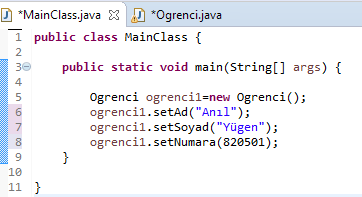 *MainClass.java *Ogrenci.java
1 public class MainClass {
2
3 public static void main(String[] args) {
4
5 Ogrenci ogrenci1=new Ogrenci();
6 ogrenci1.setAd("Anıl");
7 ogrenci1.setSoyad("Yügen");
8 ogrenci1.setNumara(820501);
9 }
10
11 }